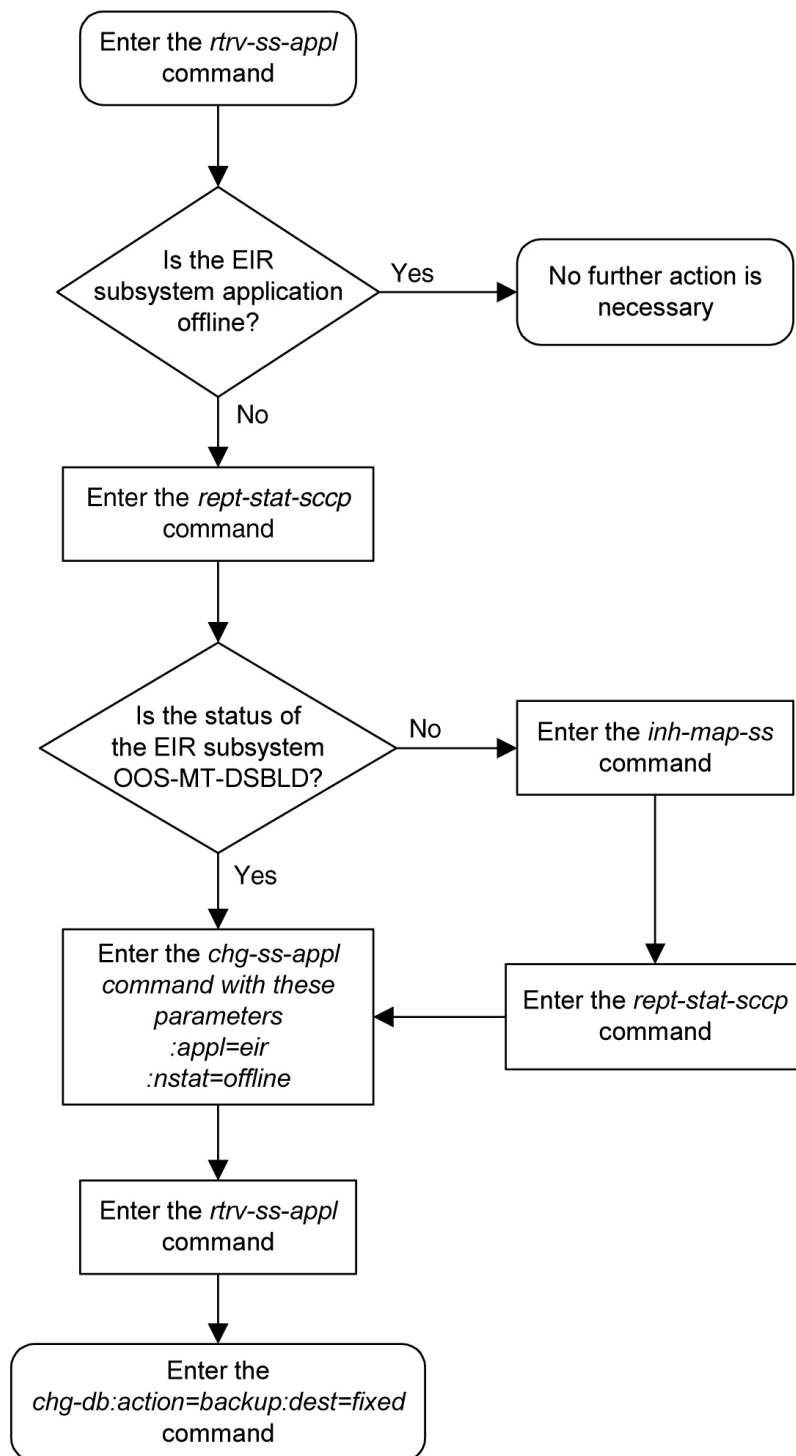 Enter the rtrv-ss-appl
command
Is the EIR
subsystem application
offline?
Yes
No further action is
necessary
No
Enter the rept-stat-sccp
command
Is the status of
the EIR subsystem
OOS-MT-DSBLD?
No
Enter the inh-map-ss
command
Yes
Enter the chg-ss-appl
command with these
parameters
:appl=eir
:nstat=offline
Enter the rept-stat-sccp
command
Enter the rtrv-ss-appl
command
Enter the
chg-db:action=backup:dest=fixed
command